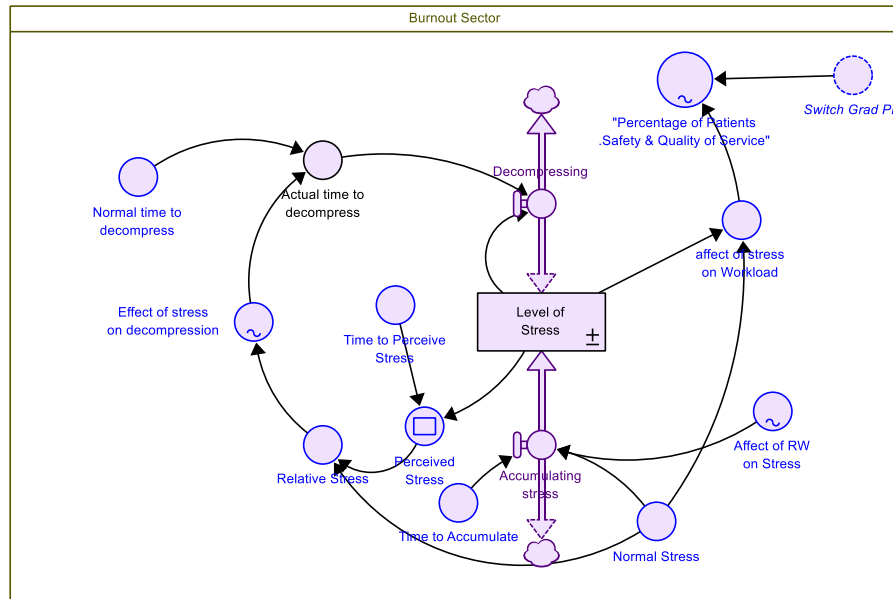 Burnout Sector
"Percentage of Patients
.Safety & Quality of Service"
Switch Grad
Decompressing
Actual time to
decompress
Normal time to
decompress
affect of stress
on Workload
Effect of stress
on decompression
Level of
Stress
Time to Perceive
Stress
Affect of RW
on Stress
Perceived
Stress
Relative Stress
Accumulating
stress
Time to Accumulate
Normal Stress